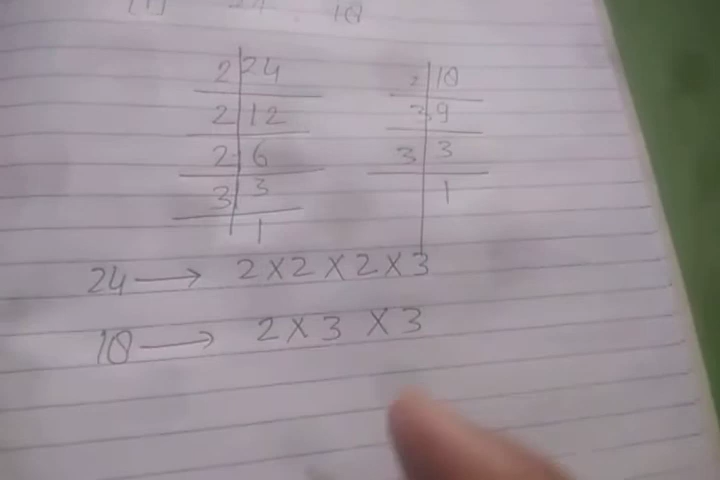 18
2 | 24 2 | 18
2 | 12 3 | 9
2 | 6 3 | 3
3 | 3 1
1
24 → 2 × 2 × 2 × 3
18 → 2 × 3 × 3